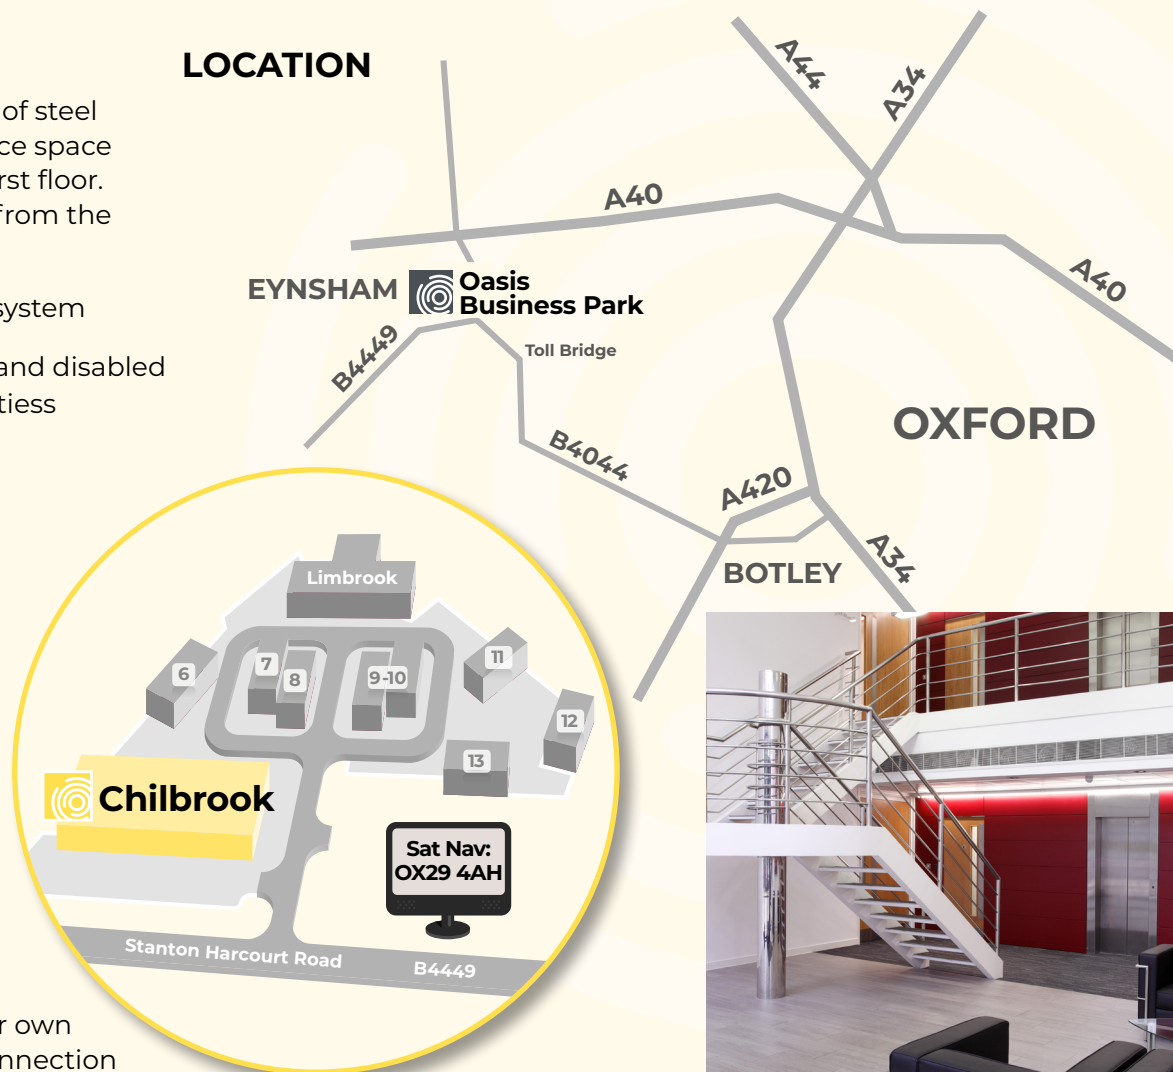 LOCATION
of steel
ce space
rst floor.
from the
system
and disabled
tiess
r own
nnection
A44
A34
A40
A40
EYNSHAM
Oasis
Business Park
B4449
Toll Bridge
B4044
OXFORD
A420
A34
BOTLEY
Limbrook
6
7
8
9-10
11
12
13
Chilbrook
Sat Nav:
OX29 4AH
Stanton Harcourt Road
B4449